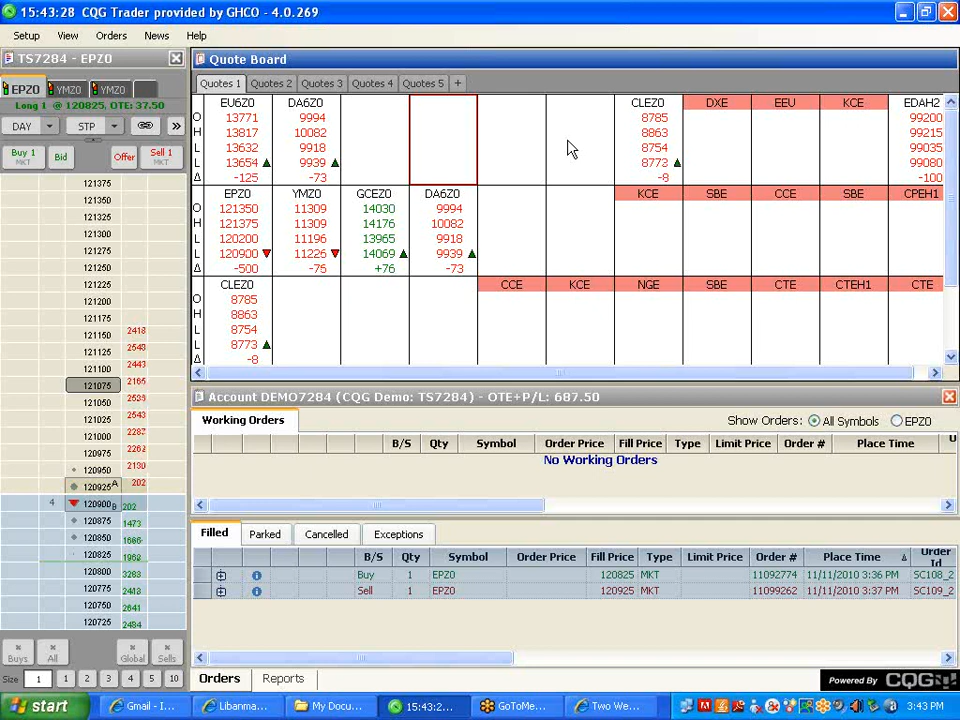 15:43:28 CQG Trader provided by GHCO - 4.0.269
Setup View Orders News Help
TS7284 - EPZ0
EPZ0 YMZ0 YMZ0
Long 1 @ 120825, OTE: 37.50
DAY STP
Buy 1 MKT Bid Offer Sell 1 MKT
121375
121350
121325
121300
121275
121250
121225
121200
121175
121150 2418
121125
121100 2443
121075 2165
121050
121025 2543
121000
120975
120950 2130
120925 A 202
4 120900 B 202
120875 1473
120850
120825
120800 3283
120775 2413
120750
120725
Buys All Global Sells
Size 1 1 2 3 4 5 10
Quote Board
Quotes 1 Quotes 2 Quotes 3 Quotes 4 Quotes 5 +
EU6Z0 DA6Z0 CLEZ0 DXE EEU KCE EDAH2
O 13771 9994 8785 99200
H 13817 10082 8863 99215
L 13632 9918 8754 99035
L 13654 9939 8773 99080
Δ -125 -73 -8 -100
EPZ0 YMZ0 GCEZ0 DA6Z0 KCE SBE CCE SBE CPEH1
O 121350 11309 14030 9994
H 121375 11309 14176 10082
L 120200 11196 13965 9918
L 120900 11226 14069 9939
Δ -500 -75 +76 -73
CLEZ0 CCE KCE NGE SBE CTE CTEH1 CTE
O 8785
H 8863
L 8754
L 8773
Δ -8
Account DEMO7284 (CQG Demo: TS7284) - OTE+P/L: 687.50
Working Orders
Show Orders: All Symbols EPZ0
B/S Qty Symbol Order Price Fill Price Type Limit Price Order # Place Time
No Working Orders
Filled Parked Cancelled Exceptions
B/S Qty Symbol Order Price Fill Price Type Limit Price Order # Place Time Order Id
Buy 1 EPZ0 120825 MKT 11092774 11/11/2010 3:36 PM SC108_2
Sell 1 EPZ0 120925 MKT 11099262 11/11/2010 3:37 PM SC109_2
Orders Reports
Powered By CQG
start Gmail - I... Libanma... My Docu... 15:43:2... GoToMe... Two We... 3:43 PM